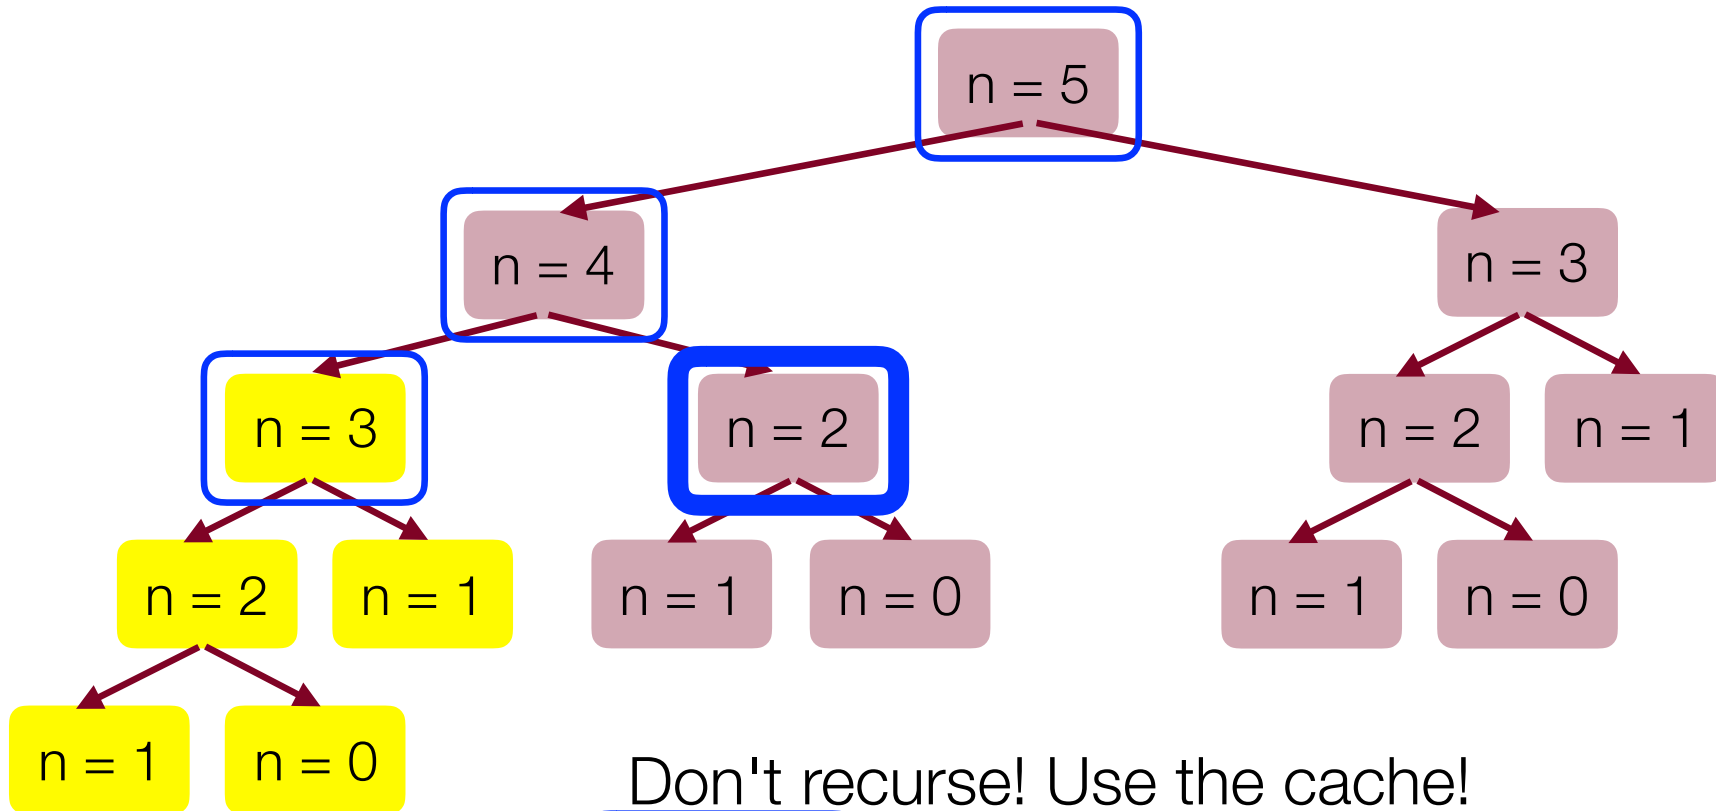 n = 5
n = 4
n = 3
n = 3
n = 2
n = 2
n = 1
n = 2
n = 1
n = 1
n = 0
n = 1
n = 0
n = 1
n = 0
Don't recurse! Use the cache!